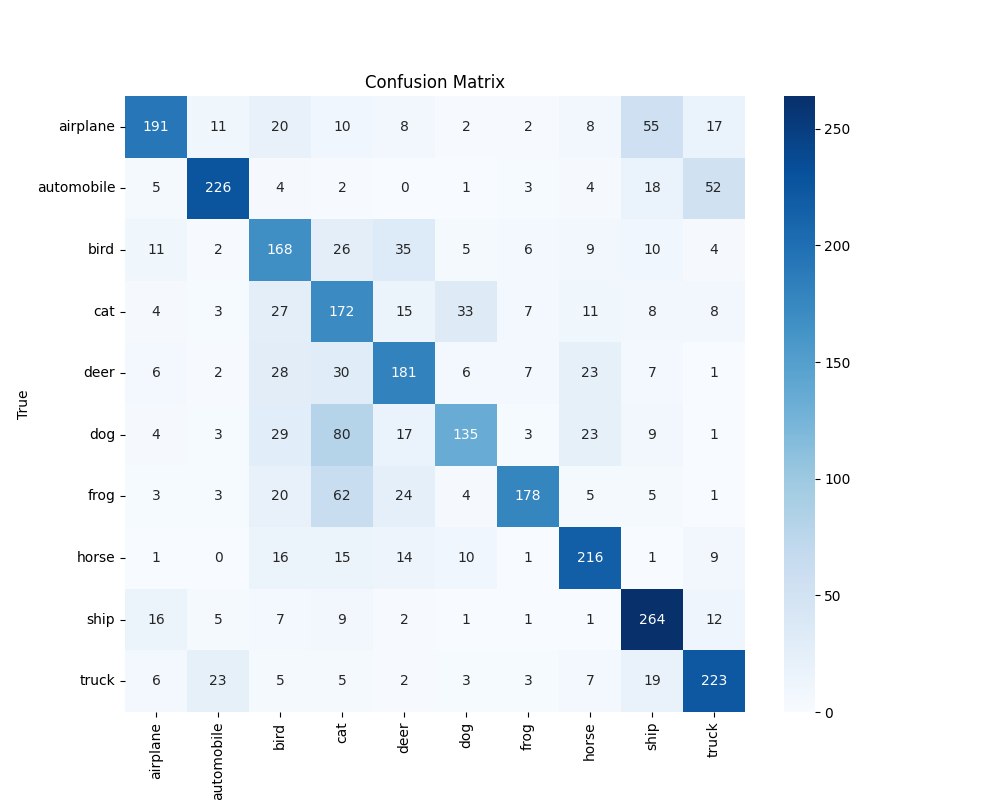 Confusion Matrix
airplane 191 11 20 10 8 2 2 8 55 17
automobile 5 226 4 2 0 1 3 4 18 52
bird 11 2 168 26 35 5 6 9 10 4
cat 4 3 27 172 15 33 7 11 8 8
deer 6 2 28 30 181 6 7 23 7 1
dog 4 3 29 80 17 135 3 23 9 1
frog 3 3 20 62 24 4 178 5 5 1
horse 1 0 16 15 14 10 1 216 1 9
ship 16 5 7 9 2 1 1 1 264 12
truck 6 23 5 5 2 3 3 7 19 223
True
airplane automobile bird cat deer dog frog horse ship truck
250
200
150
100
50
0